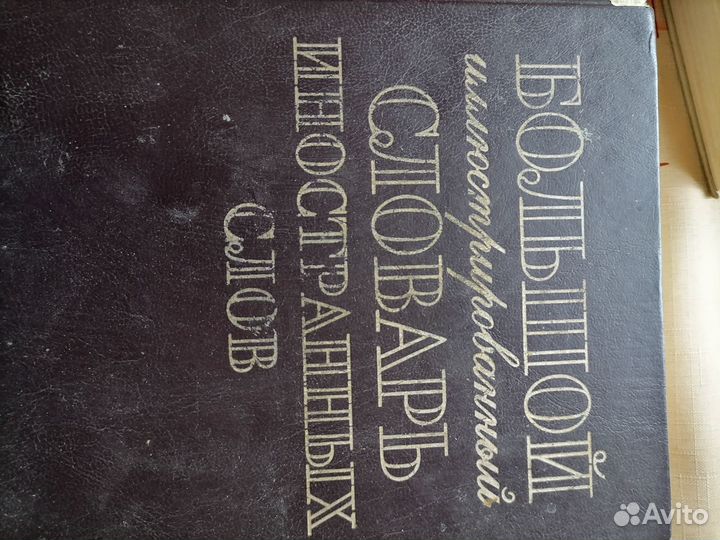 БОЛЬШОЙ
иллюстрированный
СЛОВАРЬ
ИНОСТРАННЫХ
СЛОВ
Avito